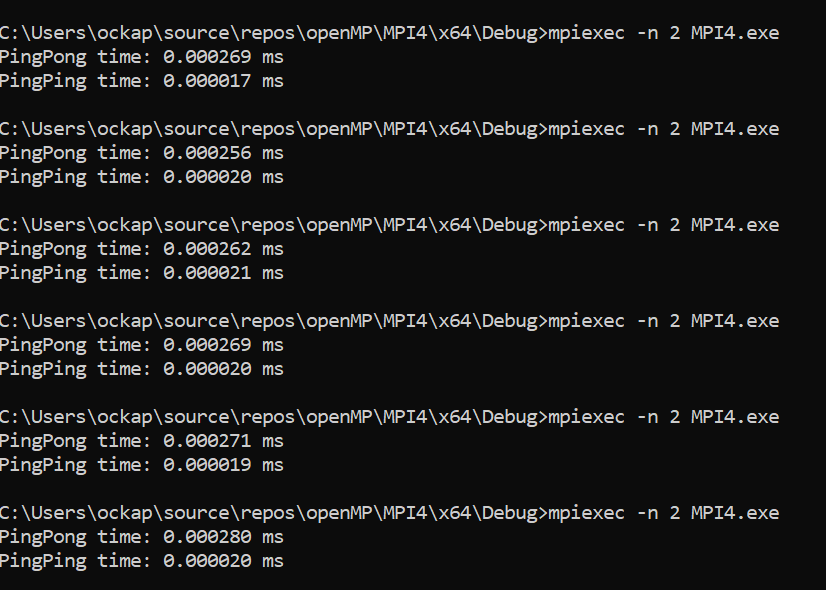 C:\Users\ockap\source\repos\openMP\MPI4\x64\Debug>mpiexec -n 2 MPI4.exe
PingPong time: 0.000269 ms
PingPing time: 0.000017 ms
C:\Users\ockap\source\repos\openMP\MPI4\x64\Debug>mpiexec -n 2 MPI4.exe
PingPong time: 0.000256 ms
PingPing time: 0.000020 ms
C:\Users\ockap\source\repos\openMP\MPI4\x64\Debug>mpiexec -n 2 MPI4.exe
PingPong time: 0.000262 ms
PingPing time: 0.000021 ms
C:\Users\ockap\source\repos\openMP\MPI4\x64\Debug>mpiexec -n 2 MPI4.exe
PingPong time: 0.000269 ms
PingPing time: 0.000020 ms
C:\Users\ockap\source\repos\openMP\MPI4\x64\Debug>mpiexec -n 2 MPI4.exe
PingPong time: 0.000271 ms
PingPing time: 0.000019 ms
C:\Users\ockap\source\repos\openMP\MPI4\x64\Debug>mpiexec -n 2 MPI4.exe
PingPong time: 0.000280 ms
PingPing time: 0.000020 ms